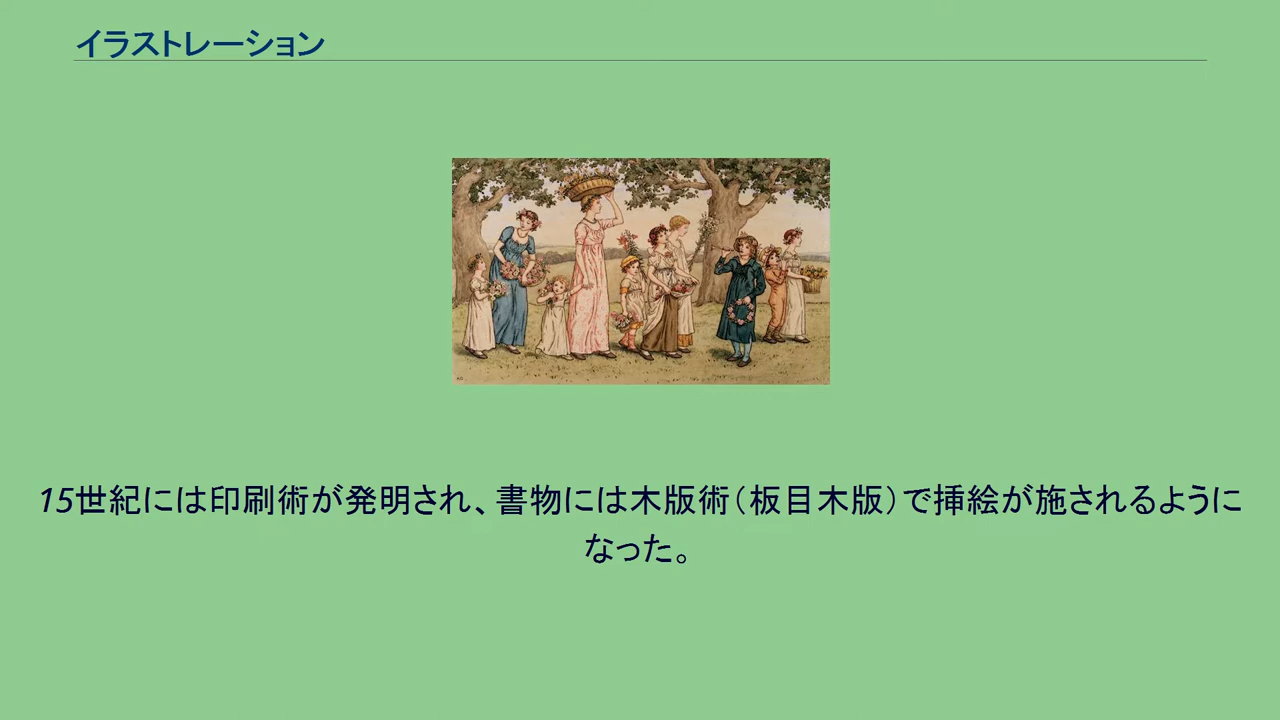 イラストレーション
15世紀には印刷術が発明され、書物には木版術（板目木版）で挿絵が施されるように
なった。